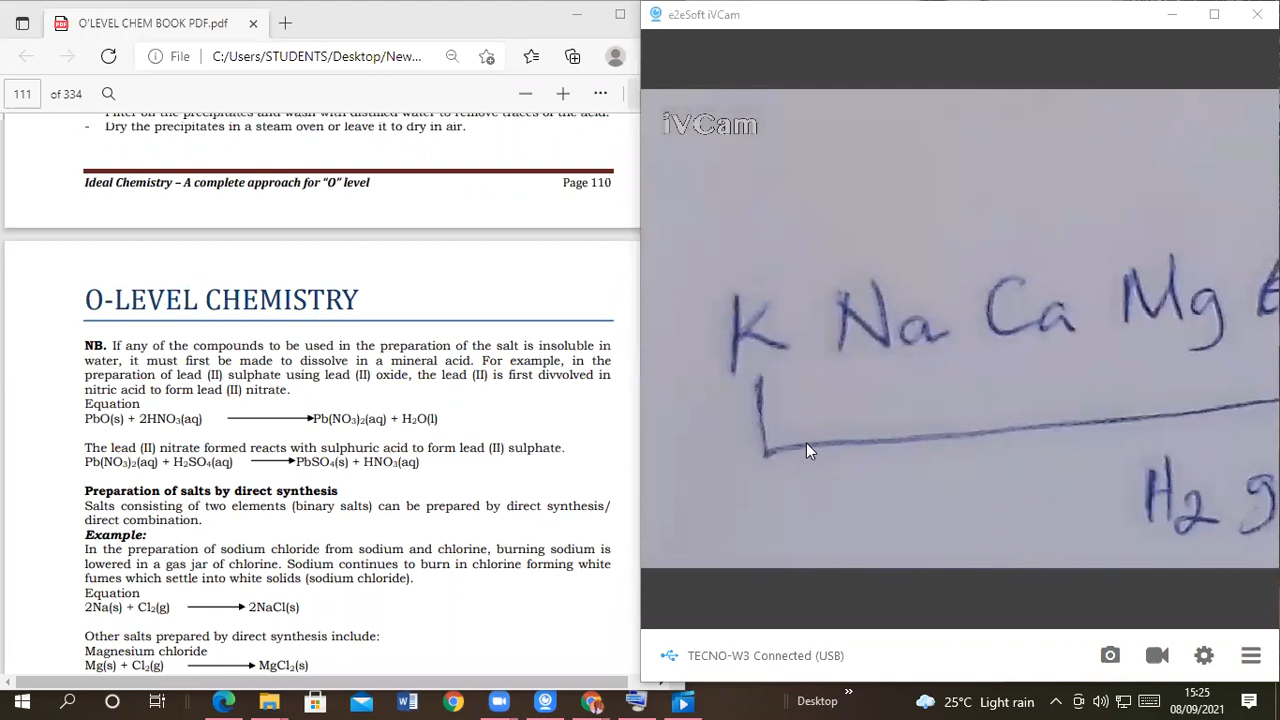 O'LEVEL CHEM BOOK PDF.pdf
File C:/Users/STUDENTS/Desktop/New...
111 of 334
- Dry the precipitates in a steam oven or leave it to dry in air.
Ideal Chemistry – A complete approach for "O" level Page 110
O-LEVEL CHEMISTRY
NB. If any of the compounds to be used in the preparation of the salt is insoluble in
water, it must first be made to dissolve in a mineral acid. For example, in the
preparation of lead (II) sulphate using lead (II) oxide, the lead (II) is first divvolved in
nitric acid to form lead (II) nitrate.
Equation
PbO(s) + 2HNO₃(aq) ⟶ Pb(NO₃)₂(aq) + H₂O(l)
The lead (II) nitrate formed reacts with sulphuric acid to form lead (II) sulphate.
Pb(NO₃)₂(aq) + H₂SO₄(aq) ⟶ PbSO₄(s) + HNO₃(aq)
Preparation of salts by direct synthesis
Salts consisting of two elements (binary salts) can be prepared by direct synthesis/
direct combination.
Example:
In the preparation of sodium chloride from sodium and chlorine, burning sodium is
lowered in a gas jar of chlorine. Sodium continues to burn in chlorine forming white
fumes which settle into white solids (sodium chloride).
Equation
2Na(s) + Cl₂(g) ⟶ 2NaCl(s)
Other salts prepared by direct synthesis include:
Magnesium chloride
Mg(s) + Cl₂(g) ⟶ MgCl₂(s)
e2eSoft iVCam
iVCam
K Na Ca Mg
H₂ g
TECNO-W3 Connected (USB)
Desktop
25°C Light rain
15:25
08/09/2021